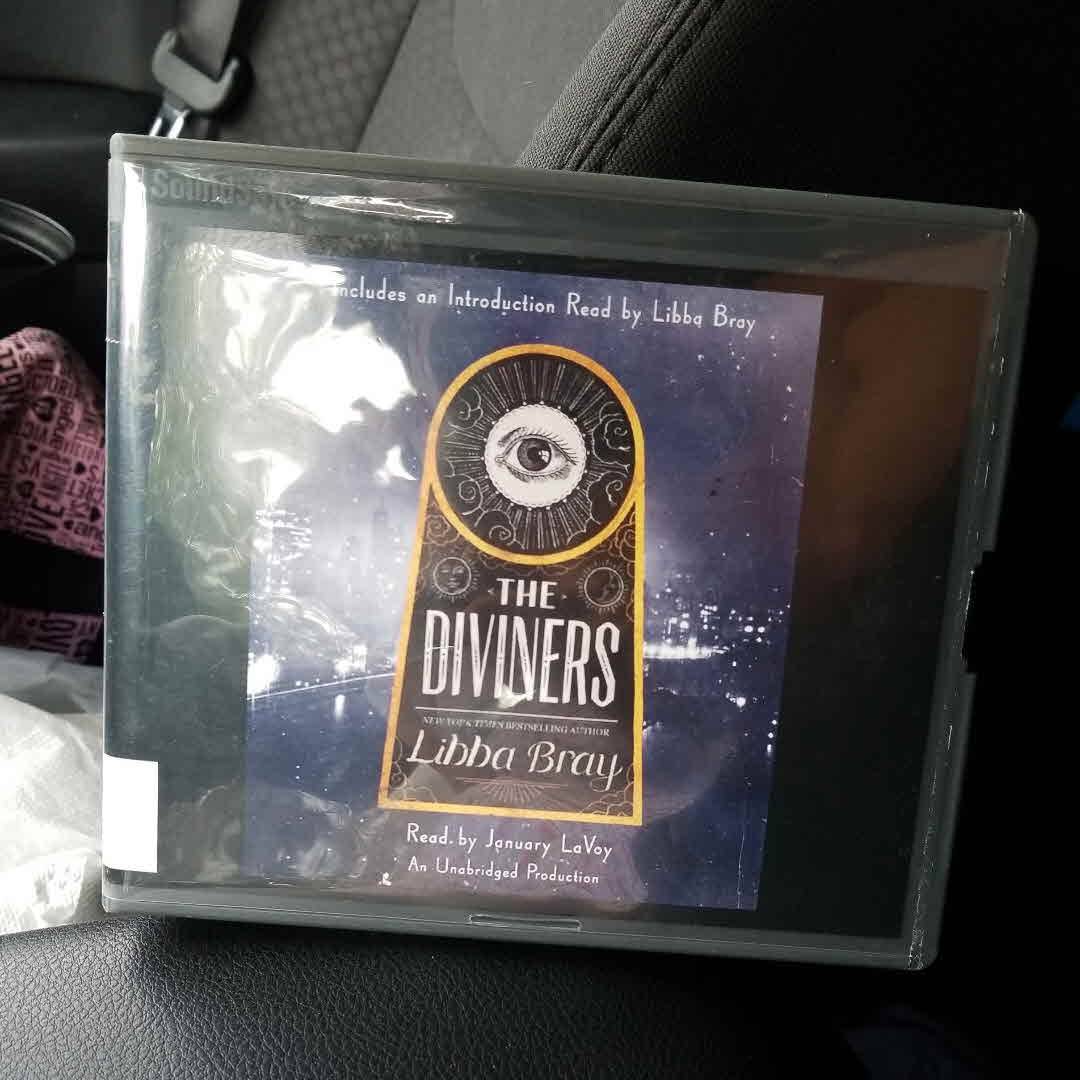 Includes an Introduction Read by Libba Bray
THE
DIVINERS
NEW YORK TIMES BESTSELLING AUTHOR
Libba Bray
Read by January LaVoy
An Unabridged Production
LOVE